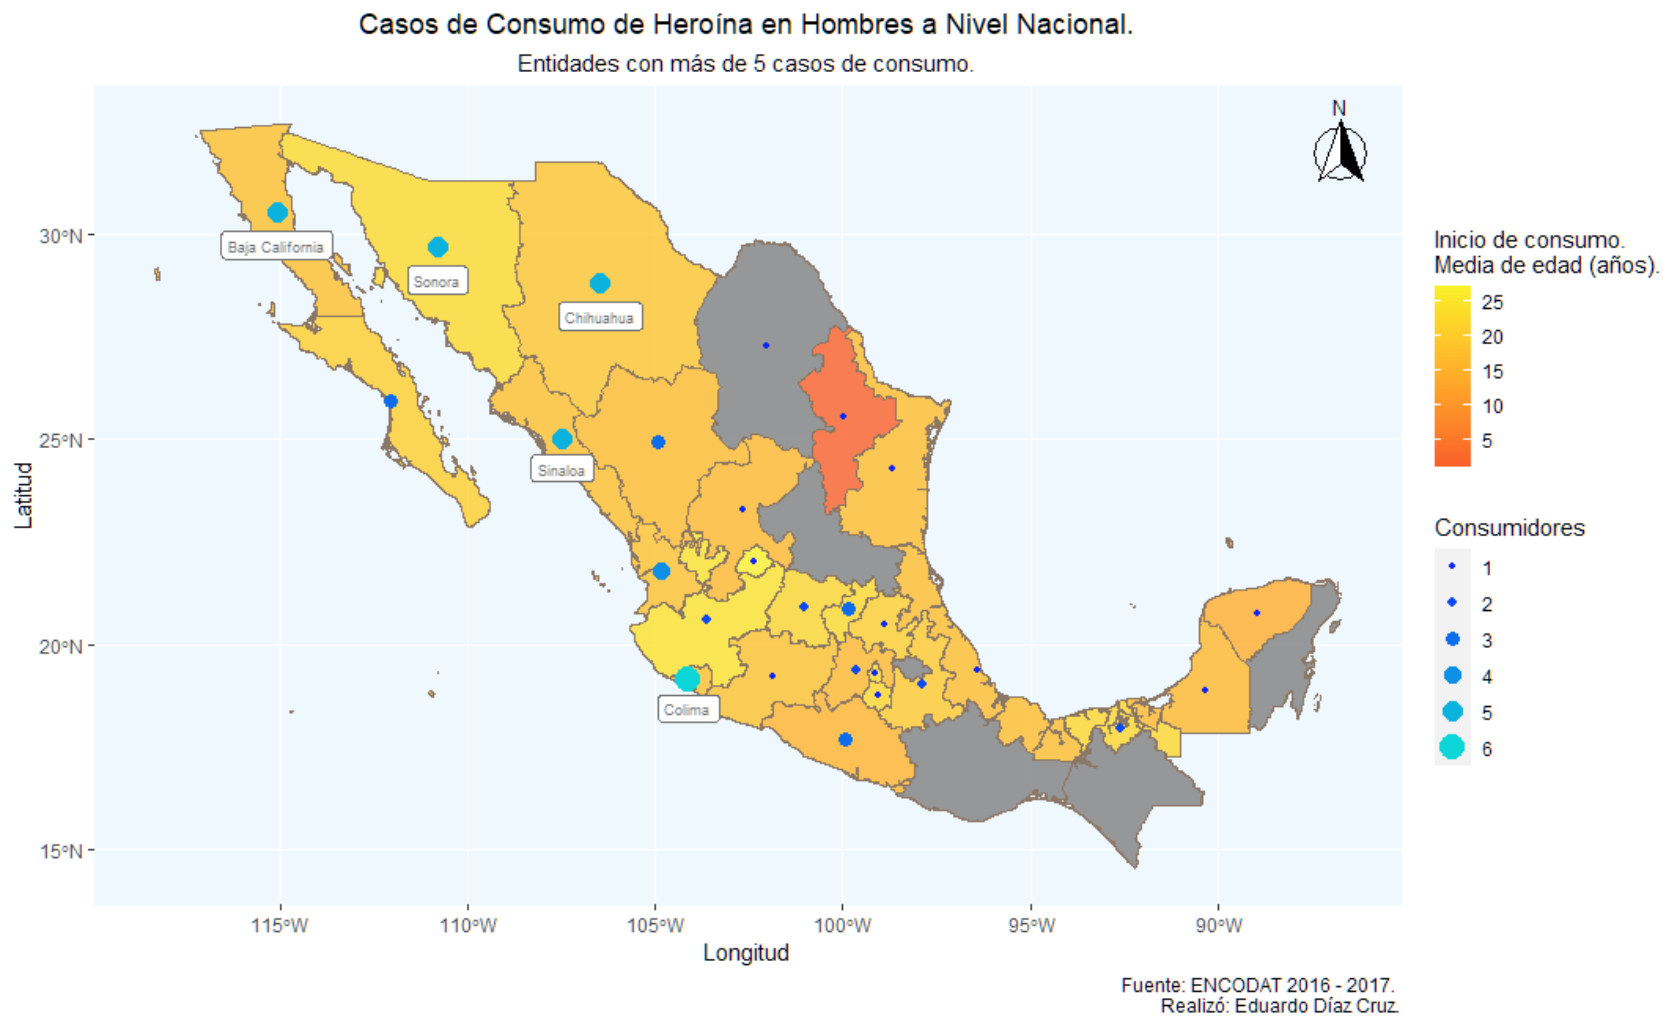 Casos de Consumo de Heroína en Hombres a Nivel Nacional.
Entidades con más de 5 casos de consumo.
N
30°N
25°N
20°N
15°N
Latitud
Baja California
Sonora
Chihuahua
Sinaloa
Colima
115°W
110°W
105°W
100°W
95°W
90°W
Longitud
Inicio de consumo.
Media de edad (años).
25
20
15
10
5
Consumidores
1
2
3
4
5
6
Fuente: ENCODAT 2016 - 2017.
Realizó: Eduardo Díaz Cruz.